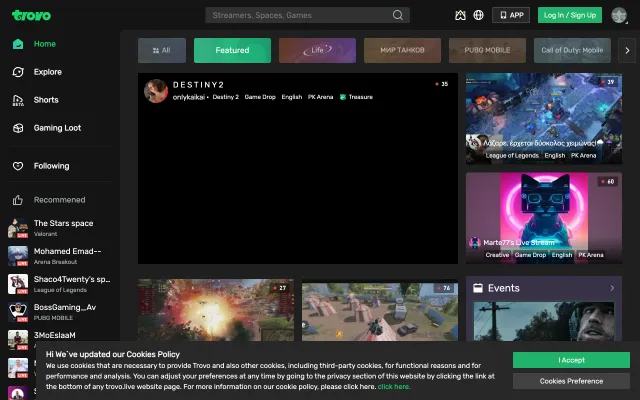 trovo
Streamers, Spaces, Games
APP
Log In / Sign Up
Home
Explore
BETA
Shorts
Gaming Loot
Following
Recommened
The Stars space
Valorant
LIVE
Mohamed Emad--
Arena Breakout
LIVE
Shaco4Twenty's sp...
League of Legends
LIVE
BossGaming_Av
PUBG MOBILE
LIVE
3MoEslaaM
LIVE
All
Featured
Life
МИР ТАНКОВ
PUBG MOBILE
Call of Duty: Mobile
DESTINY2
35
onlykaikai • Destiny 2 Game Drop English PK Arena Treasure
39
Λάζαρε, έρχεται δύσκολος χειμώνας!
League of Legends English PK Arena
60
Marte77's Live Stream
Creative Game Drop English PK Arena
27
76
Events
Hi We`ve updated our Cookies Policy
We use cookies that are necessary to provide Trovo and also other cookies, including third-party cookies, for functional reasons and for
performance and analysis. You can adjust your preferences at any time by going to the privacy section of this website by clicking the link at
the bottom of any trovo.live website page. For more information on our cookie policy, please click here. click here.
I Accept
Cookies Preference